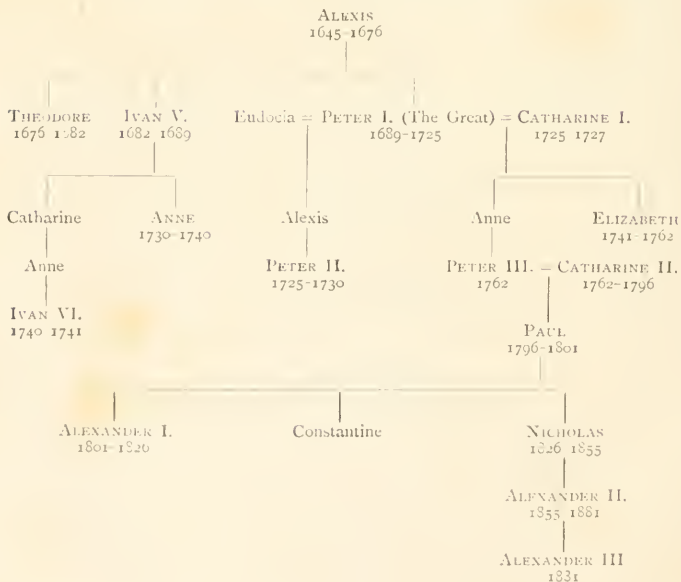 ALEXIS
1645-1676
THEODORE IVAN V. Eudocia = PETER I. (The Great) = CATHARINE I.
1676 1682 1682 1689 1689-1725 1725 1727
Catharine ANNE Alexis Anne ELIZABETH
1730-1740 1741-1762
Anne PETER II. PETER III. = CATHARINE II.
1725-1730 1762 1762-1796
IVAN VI.
1740 1741
PAUL
1796-1801
ALEXANDER I. Constantine NICHOLAS
1801-1826 1826 1855
ALEXANDER II.
1855 1881
ALEXANDER III
1881